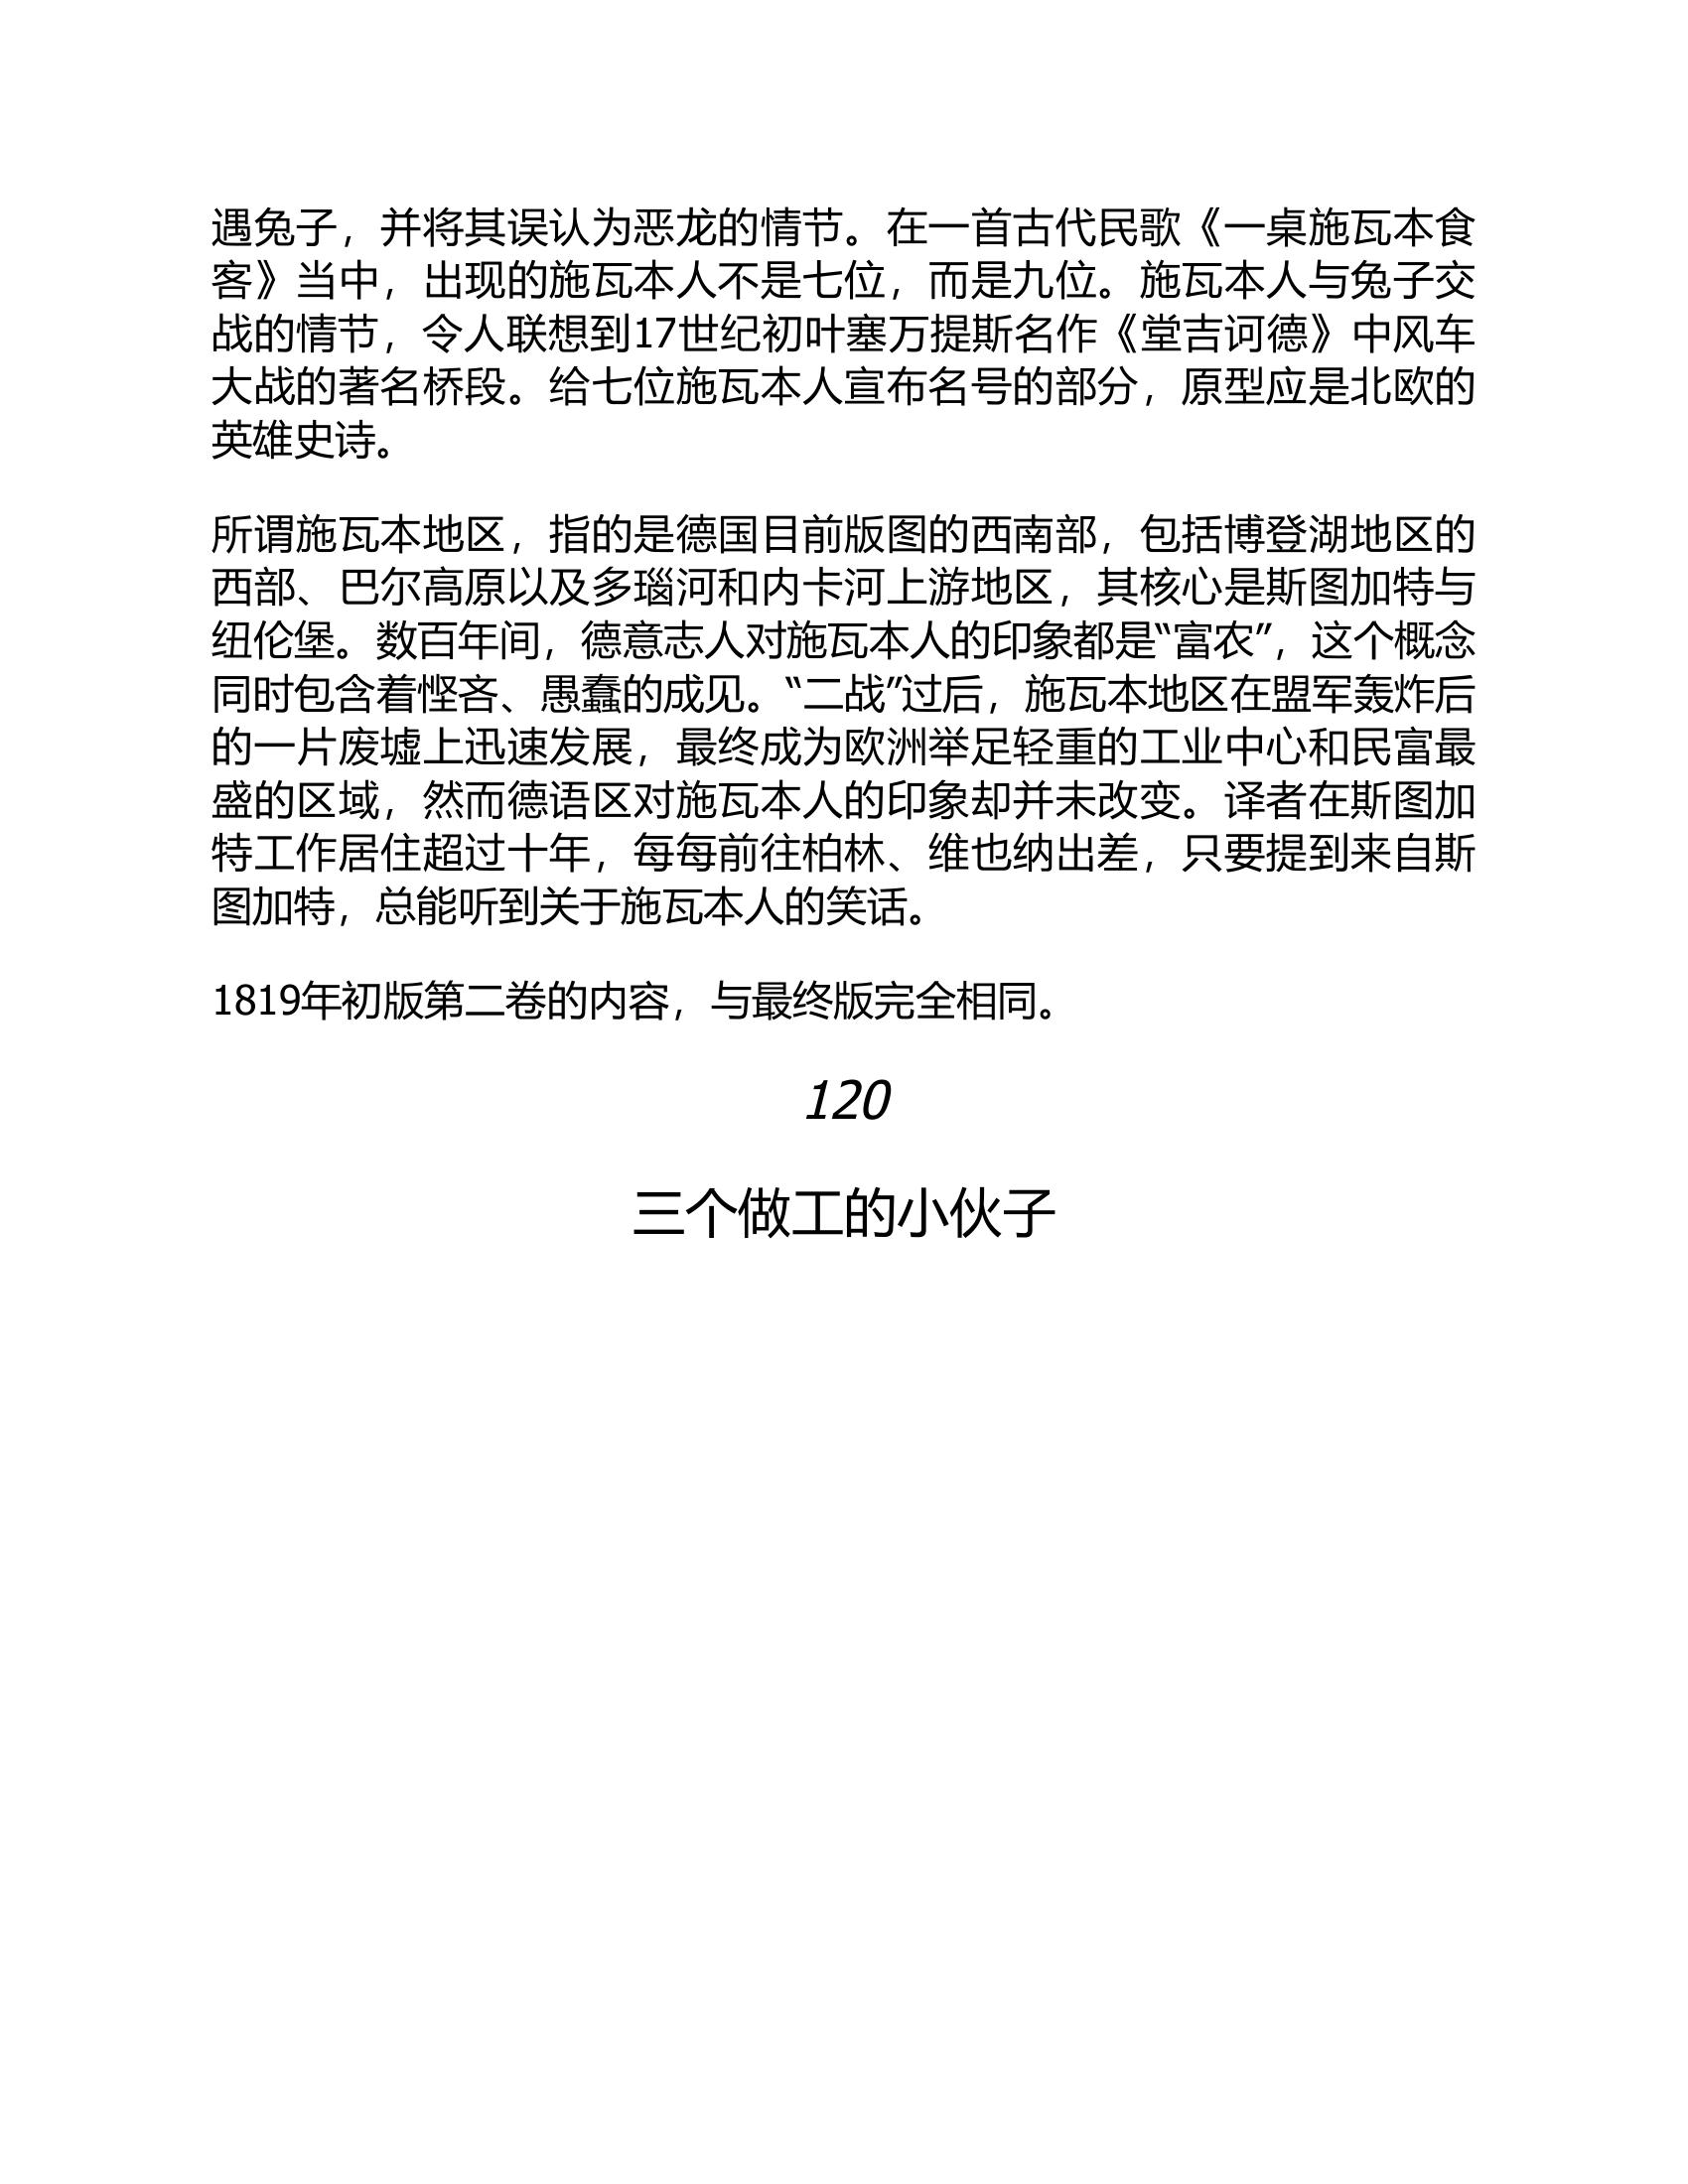 遇兔子，并将其误认为恶龙的情节。在一首古代民歌《一桌施瓦本食
客》当中，出现的施瓦本人不是七位，而是九位。施瓦本人与兔子交
战的情节，令人联想到17世纪初叶塞万提斯名作《堂吉诃德》中风车
大战的著名桥段。给七位施瓦本人宣布名号的部分，原型应是北欧的
英雄史诗。
所谓施瓦本地区，指的是德国目前版图的西南部，包括博登湖地区的
西部、巴尔高原以及多瑙河和内卡河上游地区，其核心是斯图加特与
纽伦堡。数百年间，德意志人对施瓦本人的印象都是“富农”，这个概念
同时包含着悭吝、愚蠢的成见。“二战”过后，施瓦本地区在盟军轰炸后
的一片废墟上迅速发展，最终成为欧洲举足轻重的工业中心和民富最
盛的区域，然而德语区对施瓦本人的印象却并未改变。译者在斯图加
特工作居住超过十年，每每前往柏林、维也纳出差，只要提到来自斯
图加特，总能听到关于施瓦本人的笑话。
1819年初版第二卷的内容，与最终版完全相同。
120
三个做工的小伙子